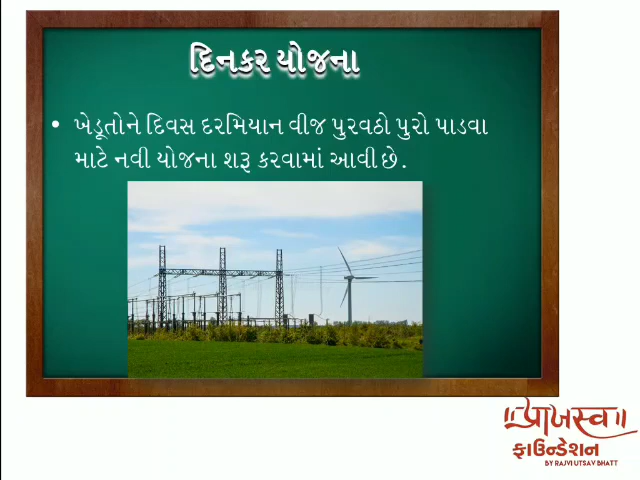 દિનકર યોજના
• ખેડૂતોને દિવસ દરમિયાન વીજ પુરવઠો પુરો પાડવા
માટે નવી યોજના શરૂ કરવામાં આવી છે.
॥પ્રાજસ્વ॥
ફાઉન્ડેશન
BY RAJVI UTSAV BHATT